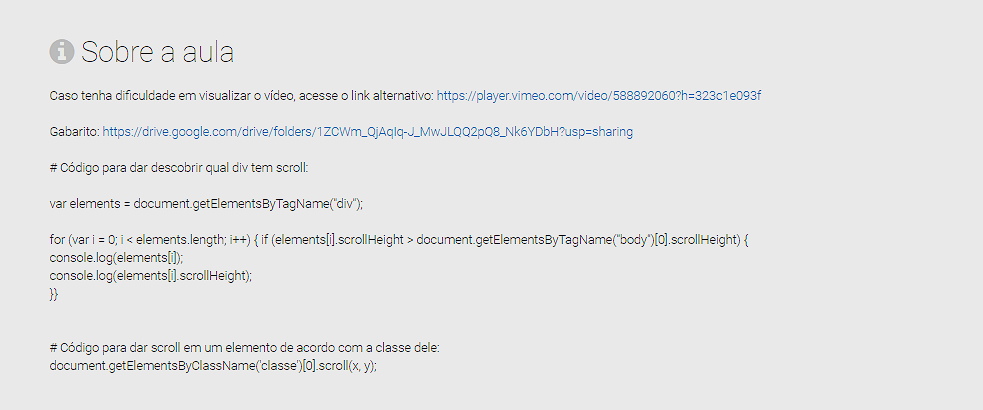 Sobre a aula
Caso tenha dificuldade em visualizar o vídeo, acesse o link alternativo: https://player.vimeo.com/video/588892060?h=323c1e093f
Gabarito: https://drive.google.com/drive/folders/1ZCWm_QjAqIq-J_MwJLQQ2pQ8_Nk6YDbH?usp=sharing
# Código para dar descobrir qual div tem scroll:
var elements = document.getElementsByTagName("div");
for (var i = 0; i < elements.length; i++) { if (elements[i].scrollHeight > document.getElementsByTagName("body")[0].scrollHeight) {
console.log(elements[i]);
console.log(elements[i].scrollHeight);
}}
# Código para dar scroll em um elemento de acordo com a classe dele:
document.getElementsByClassName('classe')[0].scroll(x, y);